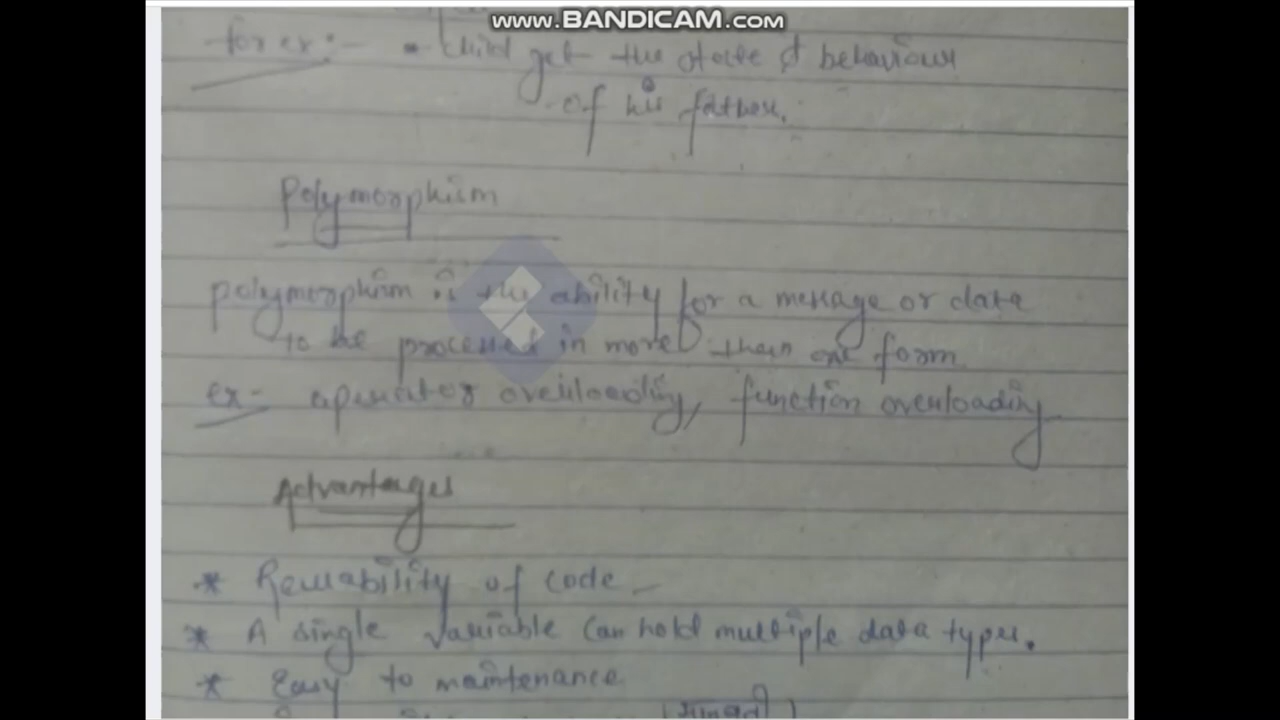 www.BANDICAM.com
for ex:- • child get the state & behaviour
of his father.
Polymorphism
polymorphism is the ability for a message or data
to be processed in more than one form
ex- operator overloading, function overloading
Advantages
* Reusability of code -
* A single variable can hold multiple data types.
* Easy to maintenance